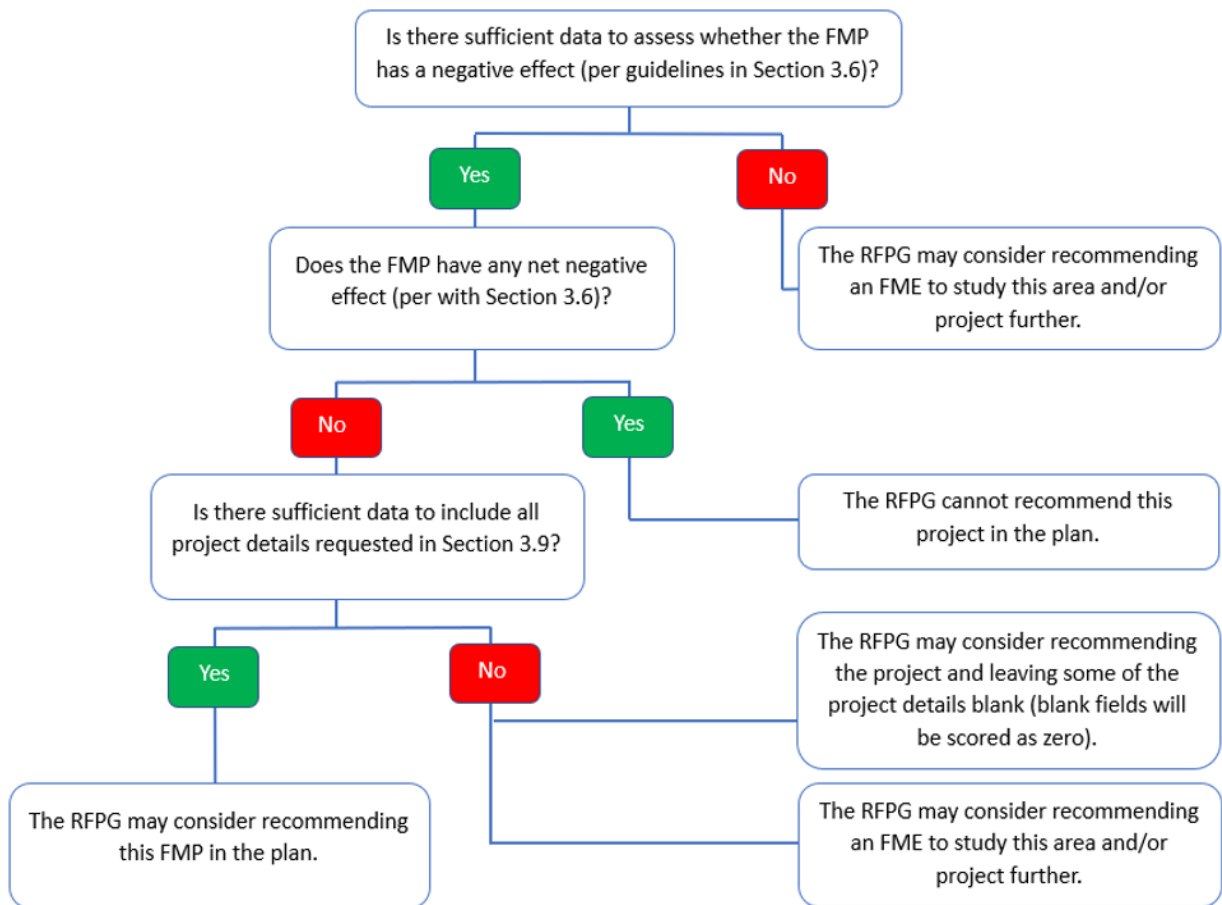 Is there sufficient data to assess whether the FMP
has a negative effect (per guidelines in Section 3.6)?
Yes
No
Does the FMP have any net negative
effect (per with Section 3.6)?
The RFPG may consider recommending
an FME to study this area and/or
project further.
No
Yes
Is there sufficient data to include all
project details requested in Section 3.9?
The RFPG cannot recommend this
project in the plan.
Yes
No
The RFPG may consider recommending
the project and leaving some of the
project details blank (blank fields will
be scored as zero).
The RFPG may consider recommending
this FMP in the plan.
The RFPG may consider recommending
an FME to study this area and/or
project further.